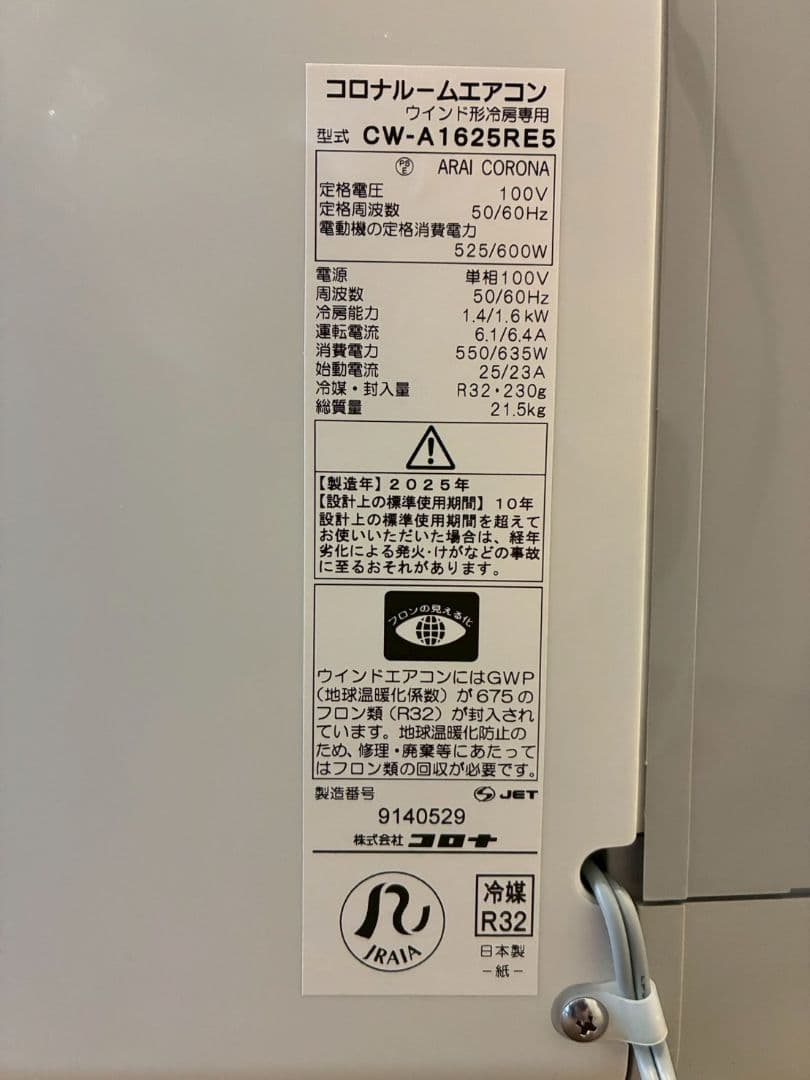 コロナルームエアコン
ウインド形冷房専用
型式 CW-A1625RE5
PSE ARAI CORONA
定格電圧 100V
定格周波数 50/60Hz
電動機の定格消費電力
525/600W
電源 単相100V
周波数 50/60Hz
冷房能力 1.4/1.6kW
運転電流 6.1/6.4A
消費電力 550/635W
始動電流 25/23A
冷媒・封入量 R32・230g
総質量 21.5kg
【製造年】2025年
【設計上の標準使用期間】10年
設計上の標準使用期間を超えて
お使いいただいた場合は、経年
劣化による発火・けがなどの事故
に至るおそれがあります。
フロンの見える化
ウインドエアコンにはGWP
(地球温暖化係数)が675の
フロン類(R32)が封入され
ています。地球温暖化防止の
ため、修理・廃棄等にあたって
はフロン類の回収が必要です。
製造番号 JET
9140529
株式会社コロナ
JRAIA
冷媒
R32
日本製
-紙-